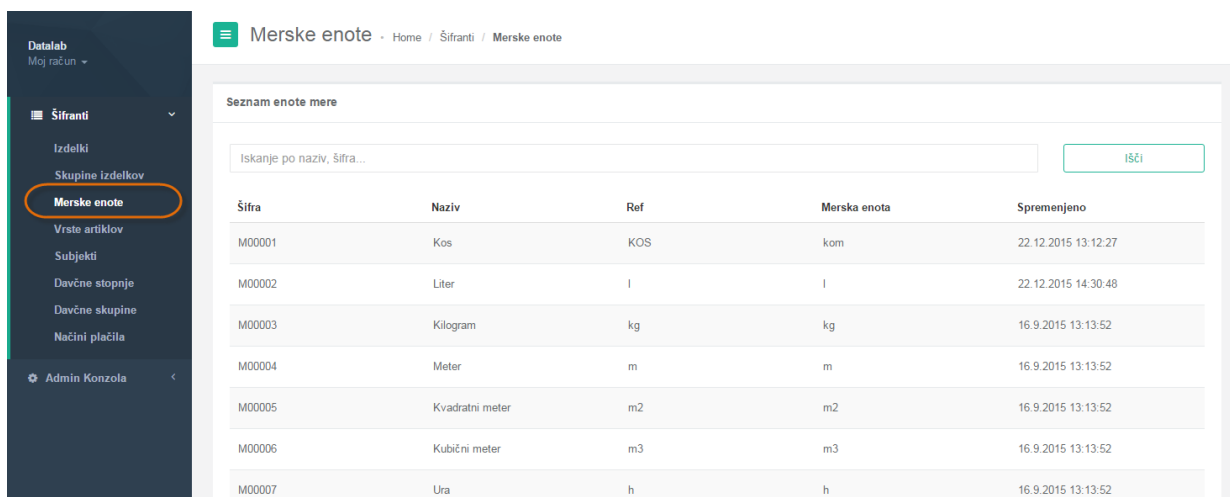 Datalab
Moj račun
Šifranti
Izdelki
Skupine izdelkov
Merske enote
Vrste artiklov
Subjekti
Davčne stopnje
Davčne skupine
Načini plačila
Admin Konzola
Merske enote - Home / Šifranti / Merske enote
Seznam enote mere
Iskanje po naziv, šifra... Išči
Šifra Naziv Ref Merska enota Spremenjeno
M00001 Kos KOS kom 22.12.2015 13:12:27
M00002 Liter l l 22.12.2015 14:30:48
M00003 Kilogram kg kg 16.9.2015 13:13:52
M00004 Meter m m 16.9.2015 13:13:52
M00005 Kvadratni meter m2 m2 16.9.2015 13:13:52
M00006 Kubični meter m3 m3 16.9.2015 13:13:52
M00007 Ura h h 16.9.2015 13:13:52